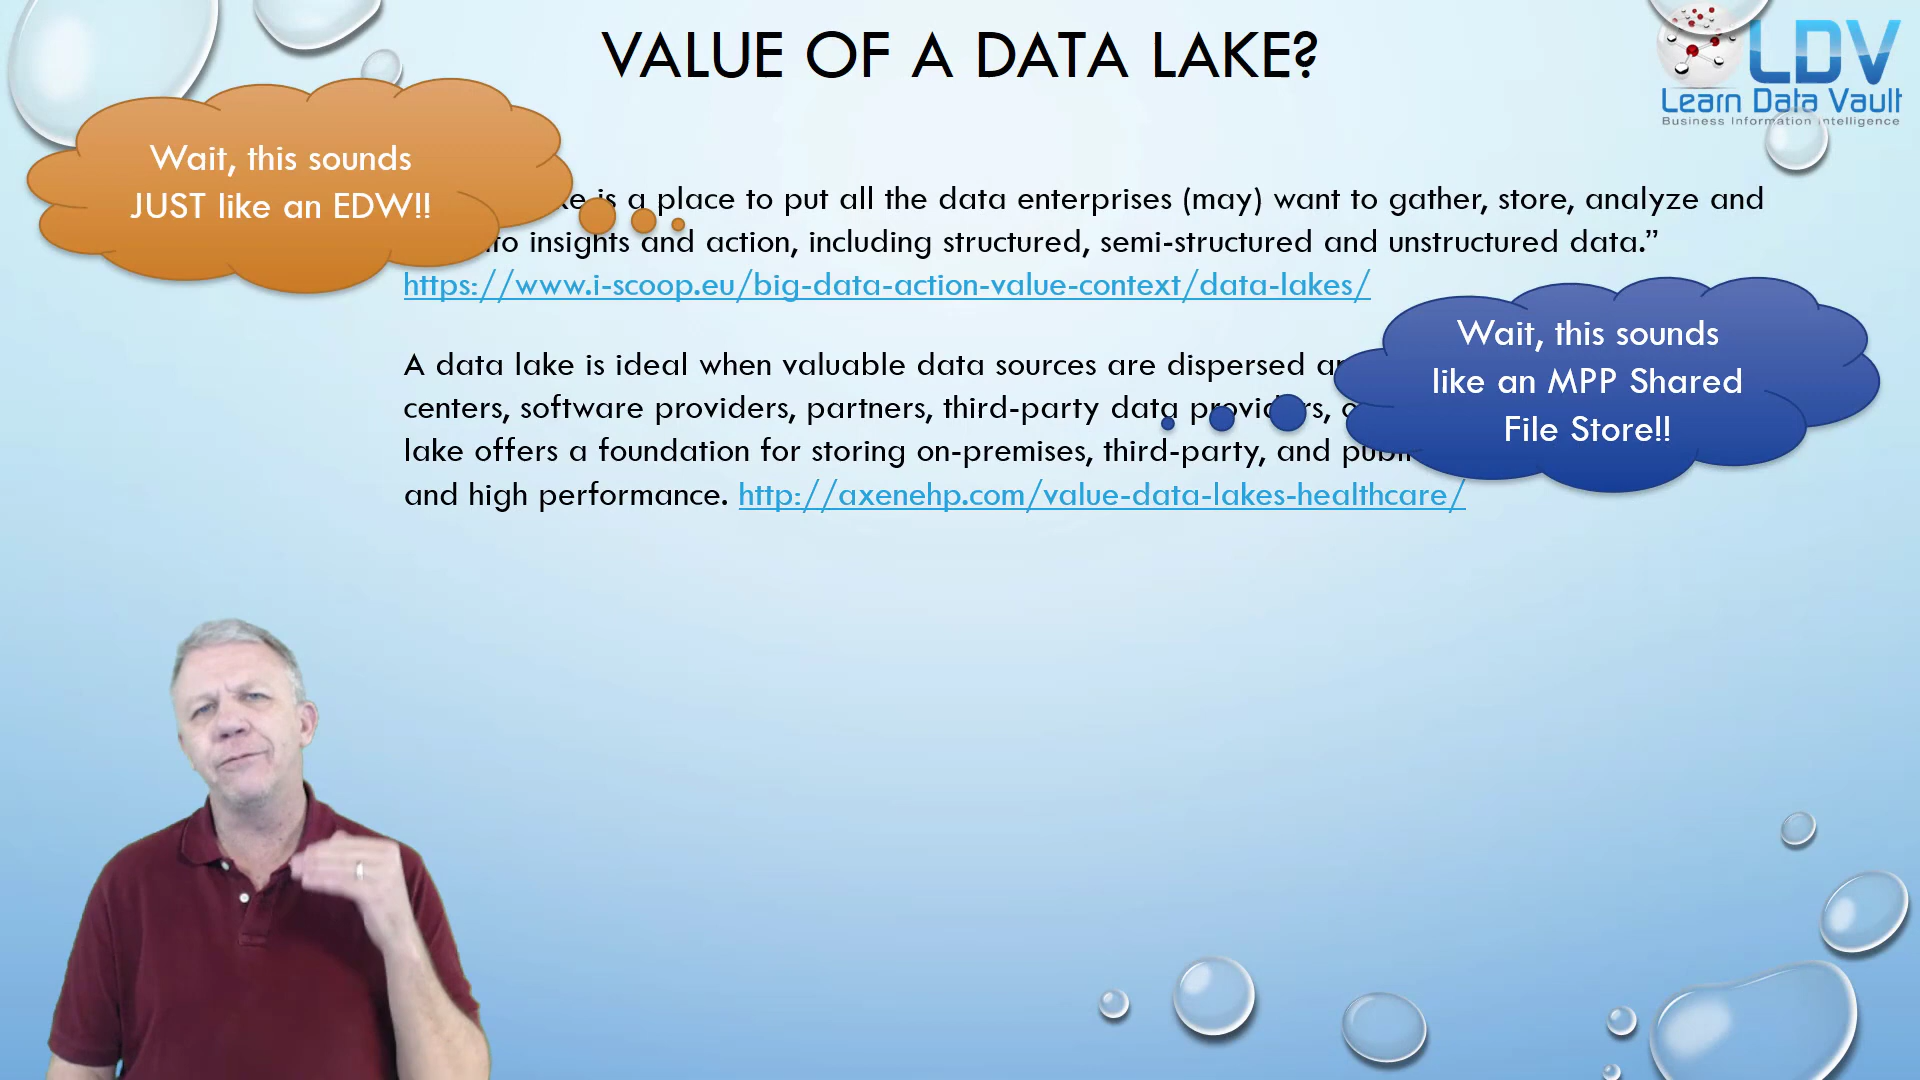 VALUE OF A DATA LAKE?
LDV
Learn Data Vault
Business Information Intelligence
Wait, this sounds
JUST like an EDW!!
is a place to put all the data enterprises (may) want to gather, store, analyze and
insights and action, including structured, semi-structured and unstructured data.”
https://www.i-scoop.eu/big-data-action-value-context/data-lakes/
Wait, this sounds
like an MPP Shared
File Store!!
A data lake is ideal when valuable data sources are dispersed
centers, software providers, partners, third-party data providers,
lake offers a foundation for storing on-premises, third-party, and
and high performance. http://axenehp.com/value-data-lakes-healthcare/